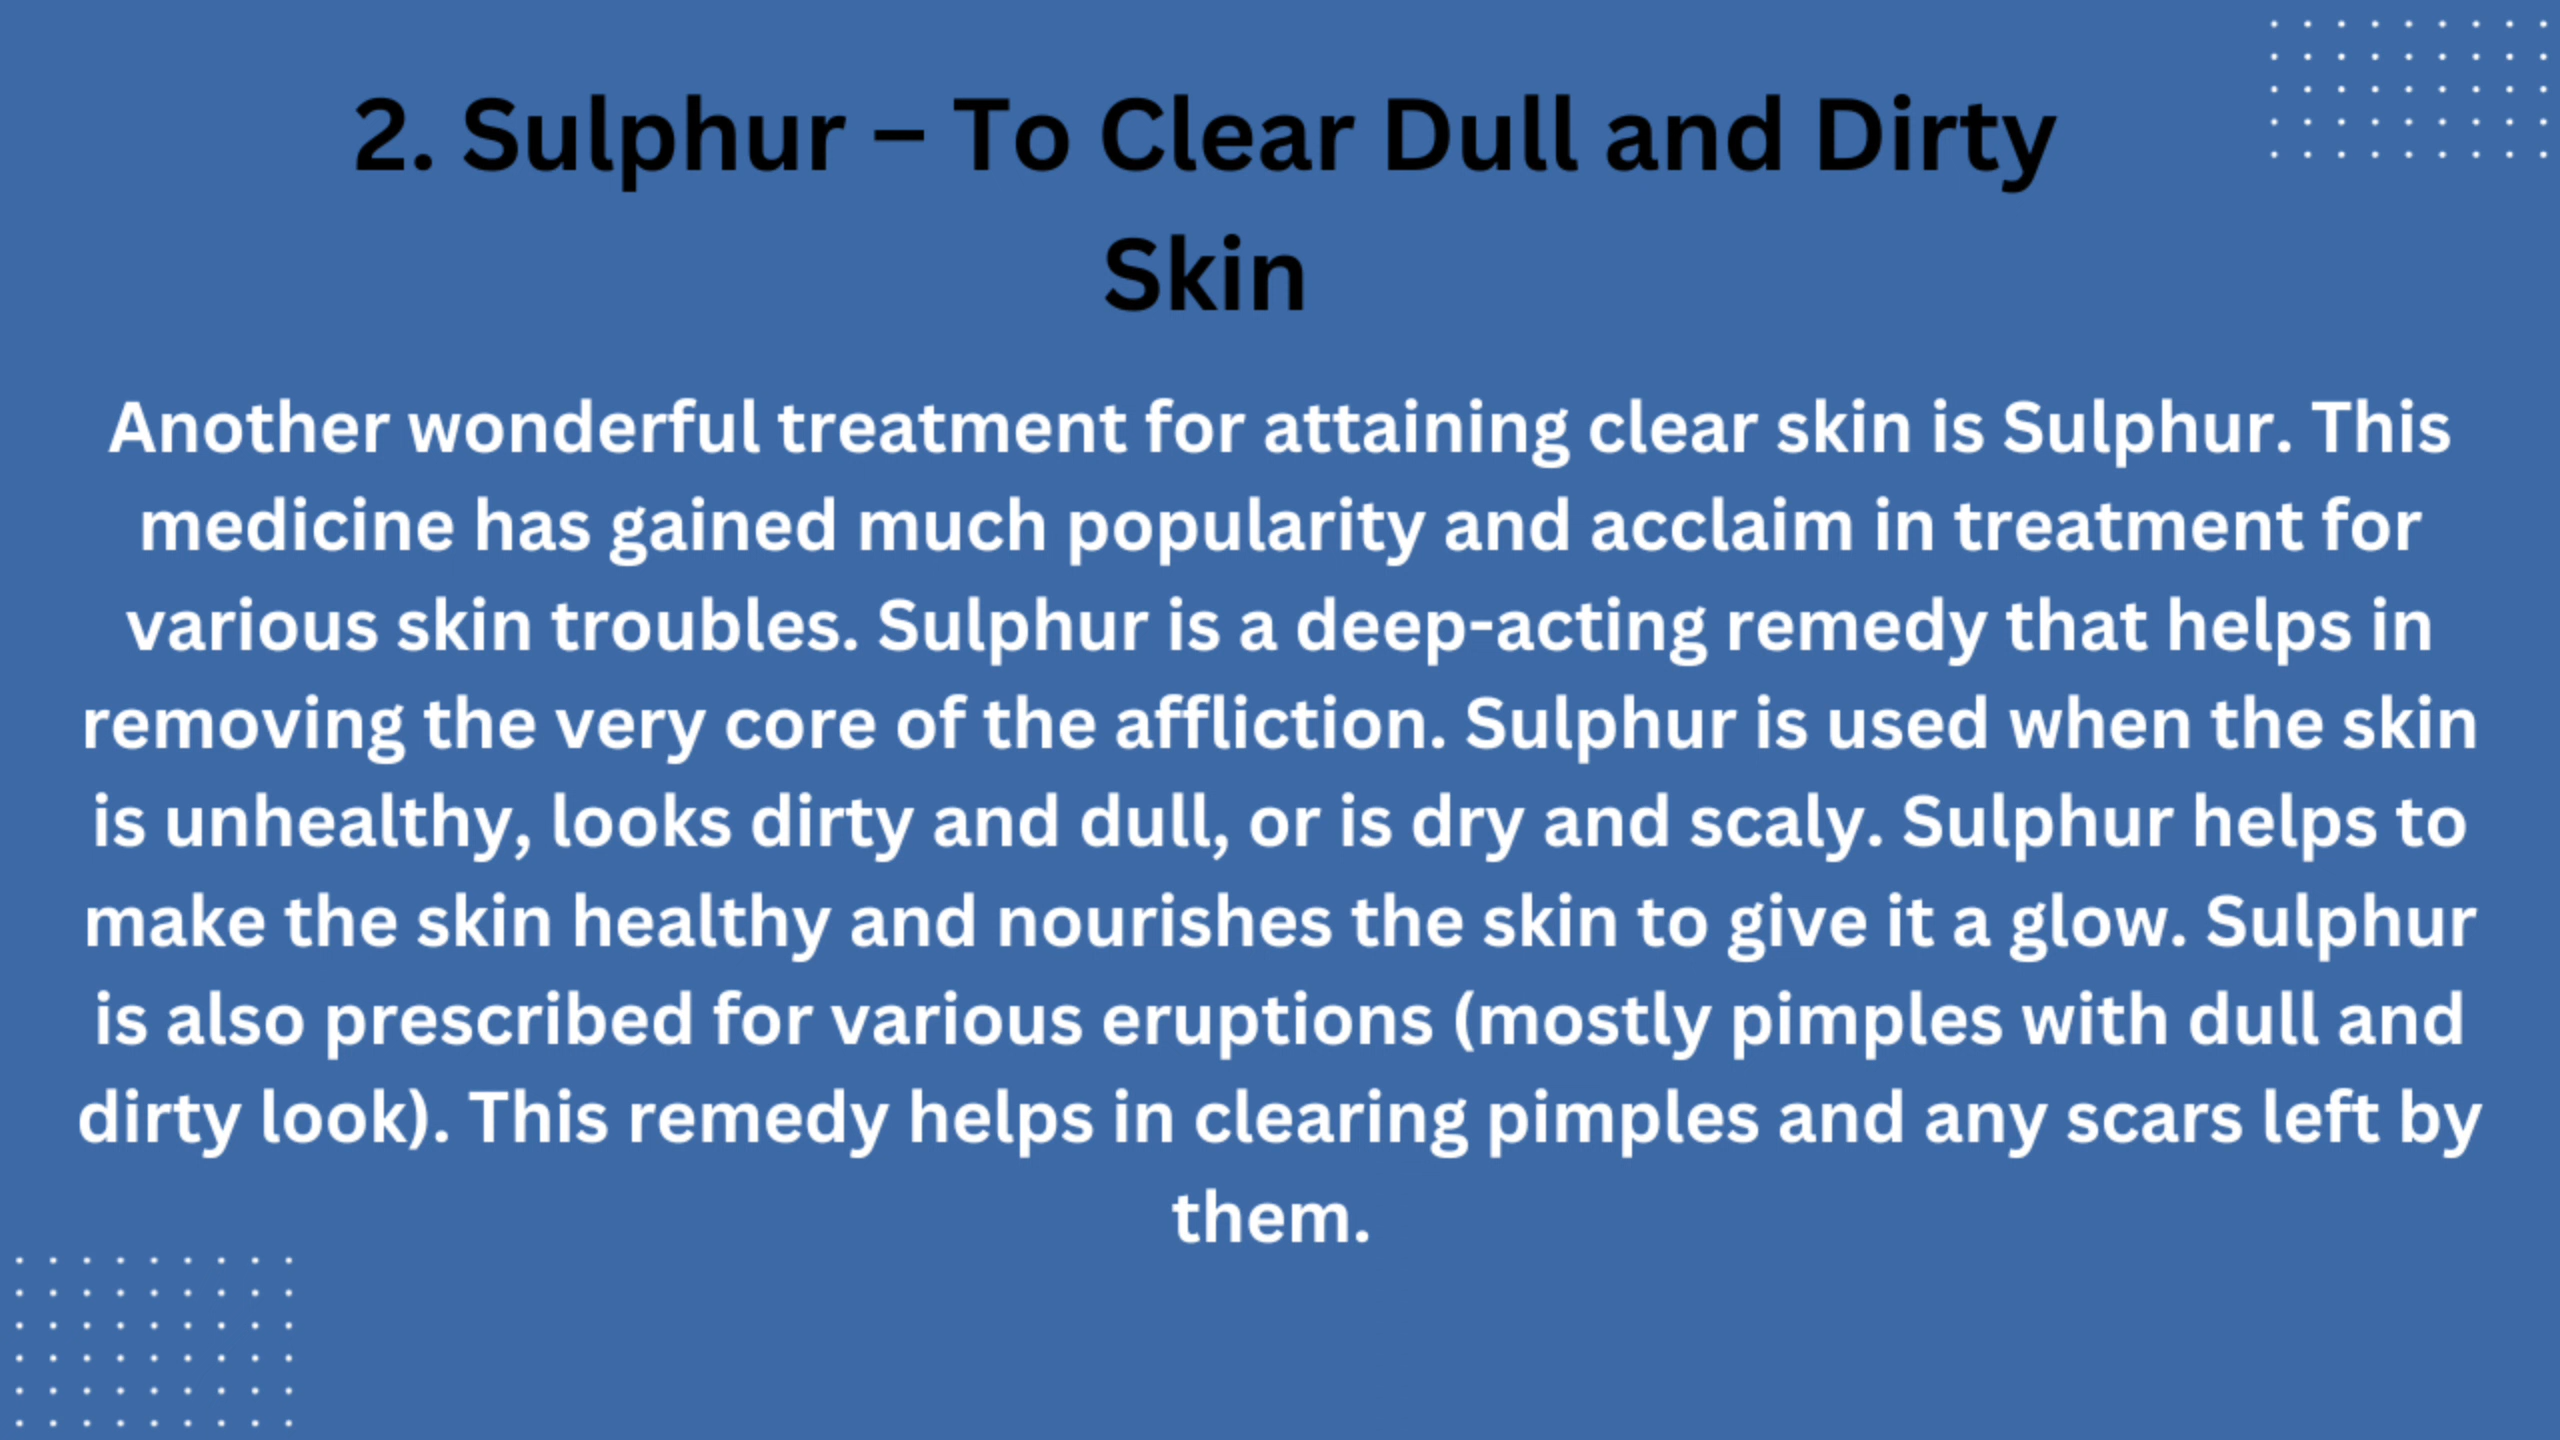 2. Sulphur – To Clear Dull and Dirty
Skin
Another wonderful treatment for attaining clear skin is Sulphur. This
medicine has gained much popularity and acclaim in treatment for
various skin troubles. Sulphur is a deep-acting remedy that helps in
removing the very core of the affliction. Sulphur is used when the skin
is unhealthy, looks dirty and dull, or is dry and scaly. Sulphur helps to
make the skin healthy and nourishes the skin to give it a glow. Sulphur
is also prescribed for various eruptions (mostly pimples with dull and
dirty look). This remedy helps in clearing pimples and any scars left by
them.